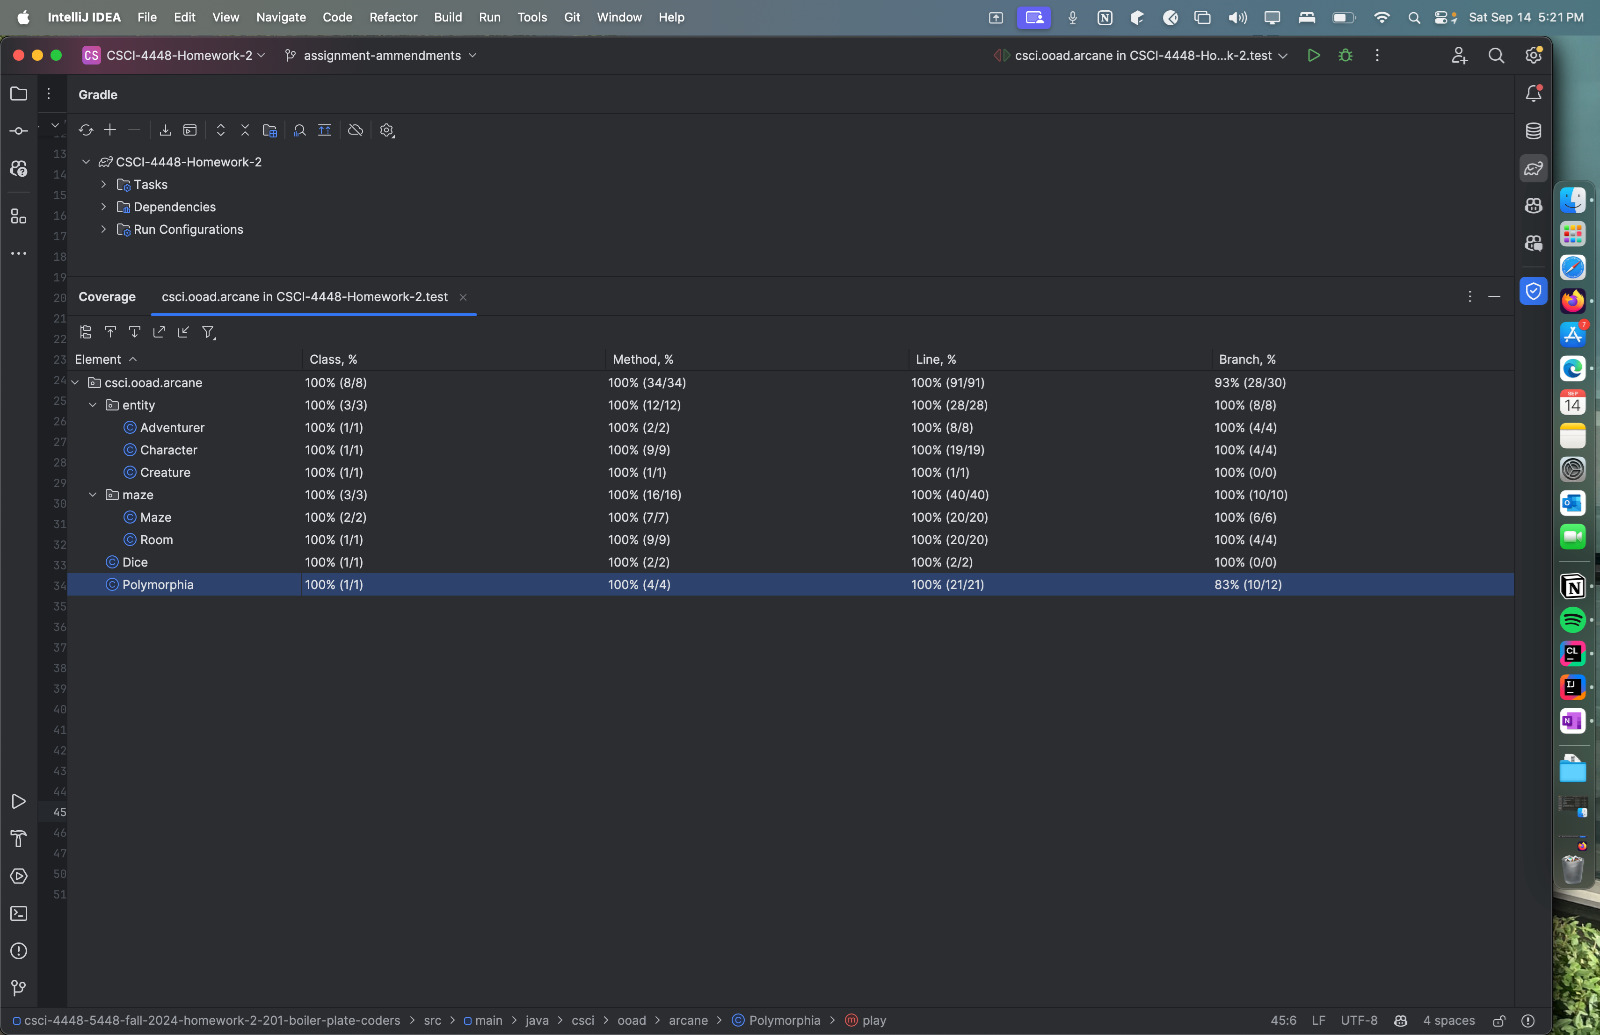 IntelliJ IDEA File Edit View Navigate Code Refactor Build Run Tools Git Window Help Sat Sep 14 5:21 PM
CS CSCI-4448-Homework-2 assignment-ammendments csci.ooad.arcane in CSCI-4448-Ho...k-2.test
Gradle
CSCI-4448-Homework-2
Tasks
Dependencies
Run Configurations
Coverage csci.ooad.arcane in CSCI-4448-Homework-2.test
Element Class, % Method, % Line, % Branch, %
csci.ooad.arcane 100% (8/8) 100% (34/34) 100% (91/91) 93% (28/30)
entity 100% (3/3) 100% (12/12) 100% (28/28) 100% (8/8)
Adventurer 100% (1/1) 100% (2/2) 100% (8/8) 100% (4/4)
Character 100% (1/1) 100% (9/9) 100% (19/19) 100% (4/4)
Creature 100% (1/1) 100% (1/1) 100% (1/1) 100% (0/0)
maze 100% (3/3) 100% (16/16) 100% (40/40) 100% (10/10)
Maze 100% (2/2) 100% (7/7) 100% (20/20) 100% (6/6)
Room 100% (1/1) 100% (9/9) 100% (20/20) 100% (4/4)
Dice 100% (1/1) 100% (2/2) 100% (2/2) 100% (0/0)
Polymorphia 100% (1/1) 100% (4/4) 100% (21/21) 83% (10/12)
12
13
14
15
16
17
18
19
20
21
22
23
24
25
26
27
28
29
30
31
32
33
34
35
36
37
38
39
40
41
42
43
44
45
46
47
48
49
50
51
7
SEP
14
CL
IJ
csci-4448-5448-fall-2024-homework-2-201-boiler-plate-coders > src > main > java > csci > ooad > arcane > Polymorphia > play 45:6 LF UTF-8 4 spaces